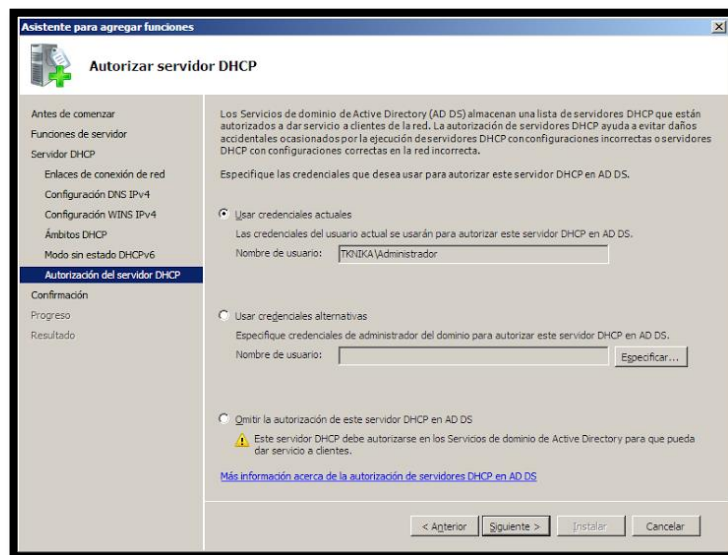 Asistente para agregar funciones
Autorizar servidor DHCP
Antes de comenzar
Funciones de servidor
Servidor DHCP
Enlaces de conexión de red
Configuración DNS IPv4
Configuración WINS IPv4
Ámbitos DHCP
Modo sin estado DHCPv6
Autorización del servidor DHCP
Confirmación
Progreso
Resultado
Los Servicios de dominio de Active Directory (AD DS) almacenan una lista de servidores DHCP que están
autorizados a dar servicio a clientes de la red. La autorización de servidores DHCP ayuda a evitar daños
accidentales ocasionados por la ejecución de servidores DHCP con configuraciones incorrectas o servidores
DHCP con configuraciones correctas en la red incorrecta.
Especifique las credenciales que desea usar para autorizar este servidor DHCP en AD DS.
Usar credenciales actuales
Las credenciales del usuario actual se usarán para autorizar este servidor DHCP en AD DS.
Nombre de usuario: TKNIKA\Administrador
Usar credenciales alternativas
Especifique credenciales de administrador del dominio para autorizar este servidor DHCP en AD DS.
Nombre de usuario: Especificar...
Omitir la autorización de este servidor DHCP en AD DS
Este servidor DHCP debe autorizarse en los Servicios de dominio de Active Directory para que pueda
dar servicio a clientes.
Más información acerca de la autorización de servidores DHCP en AD DS
< Anterior Siguiente > Instalar Cancelar